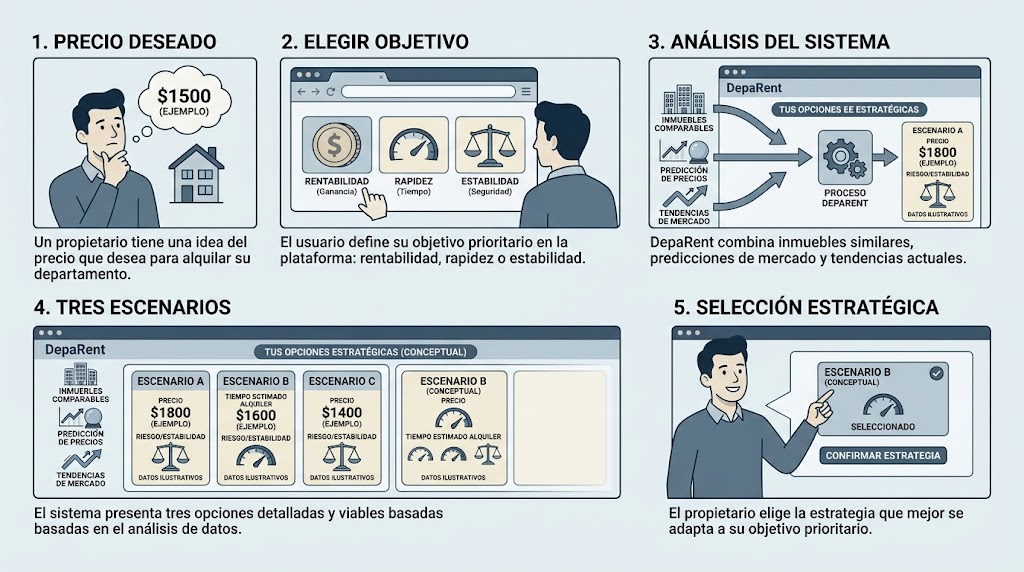 1. PRECIO DESEADO
$1500
(EJEMPLO)
Un propietario tiene una idea del
precio que desea para alquilar su
departamento.
2. ELEGIR OBJETIVO
$
RENTABILIDAD
(Ganancia)
RAPIDEZ
(Tiempo)
ESTABILIDAD
(Seguridad)
El usuario define su objetivo prioritario en la
plataforma: rentabilidad, rapidez o estabilidad.
3. ANÁLISIS DEL SISTEMA
DepaRent
TUS OPCIONES EE ESTRATÉGICAS
INMUEBLES
COMPARABLES
PREDICCIÓN
DE PRECIOS
TENDENCIAS
DE MERCADO
PROCESO
DEPARENT
ESCENARIO A
PRECIO
$1800
(EJEMPLO)
RIESGO/ESTABILIDAD
DATOS ILUSTRATIVOS
DepaRent combina inmuebles similares,
predicciones de mercado y tendencias actuales.
4. TRES ESCENARIOS
DepaRent
TUS OPCIONES ESTRATÉGICAS (CONCEPTUAL)
INMUERLES
COMPARABLES
PREDICCIÓN
DE PRECIOS
TENDENCIAS
DE MERCADO
ESCENARIO A
PRECIO
$1800
(EJEMPLO)
RIESGO/ESTABILIDAD
DATOS ILUSTRATIVOS
ESCENARIO B
TIEMPO STIMADO
ALQUILER
$1600
(EJEMPLO)
RIESGO/ESTABILIDAD
DATOS ILUSTRATIVOS
ESCENARIO C
PRECIO
$1400
(EJEMPLO)
RIESGO/ESTABILIDAD
DATOS ILUSTRATIVOS
ESCENARIO B
(CONCEPTUAL)
PRECIO
TIEMPO ESTIMADO ALQUILER
DATOS ILUSTRATIVOS
El sistema presenta tres opciones detalladas y viables basadas
basadas en el análisis de datos.
5. SELECCIÓN ESTRATÉGICA
ESCENARIO B
(CONCEPTUAL)
SELECCIONADO
CONFIRMAR ESTRATEGIA
El propietario elige la estrategia que mejor se
adapta a su objetivo prioritario.